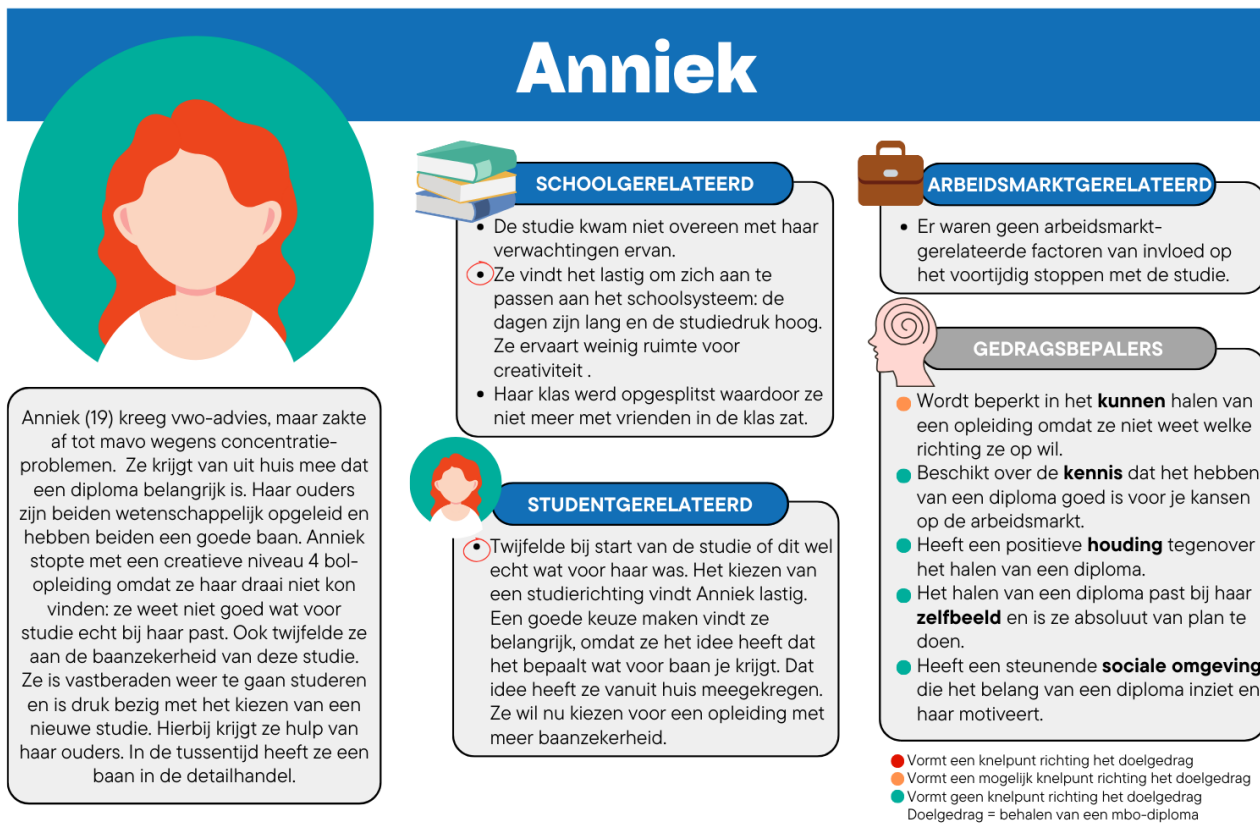 Anniek
Anniek (19) kreeg vwo-advies, maar zakte
af tot mavo wegens concentratie-
problemen. Ze krijgt van uit huis mee dat
een diploma belangrijk is. Haar ouders
zijn beiden wetenschappelijk opgeleid en
hebben beiden een goede baan. Anniek
stopte met een creatieve niveau 4 bol-
opleiding omdat ze haar draai niet kon
vinden: ze weet niet goed wat voor
studie echt bij haar past. Ook twijfelde ze
aan de baanzekerheid van deze studie.
Ze is vastberaden weer te gaan studeren
en is druk bezig met het kiezen van een
nieuwe studie. Hierbij krijgt ze hulp van
haar ouders. In de tussentijd heeft ze een
baan in de detailhandel.
SCHOOLGERELATEERD
• De studie kwam niet overeen met haar
verwachtingen ervan.
• Ze vindt het lastig om zich aan te
passen aan het schoolsysteem: de
dagen zijn lang en de studiedruk hoog.
Ze ervaart weinig ruimte voor
creativiteit .
• Haar klas werd opgesplitst waardoor ze
niet meer met vrienden in de klas zat.
STUDENTGERELATEERD
• Twijfelde bij start van de studie of dit wel
echt wat voor haar was. Het kiezen van
een studierichting vindt Anniek lastig.
Een goede keuze maken vindt ze
belangrijk, omdat ze het idee heeft dat
het bepaalt wat voor baan je krijgt. Dat
idee heeft ze vanuit huis meegekregen.
Ze wil nu kiezen voor een opleiding met
meer baanzekerheid.
ARBEIDSMARKTGERELATEERD
• Er waren geen arbeidsmarkt-
gerelateerde factoren van invloed op
het voortijdig stoppen met de studie.
GEDRAGSBEPALERS
Wordt beperkt in het kunnen halen van
een opleiding omdat ze niet weet welke
richting ze op wil.
Beschikt over de kennis dat het hebben
van een diploma goed is voor je kansen
op de arbeidsmarkt.
Heeft een positieve houding tegenover
het halen van een diploma.
Het halen van een diploma past bij haar
zelfbeeld en is ze absoluut van plan te
doen.
Heeft een steunende sociale omgeving
die het belang van een diploma inziet en
haar motiveert.
Vormt een knelpunt richting het doelgedrag
Vormt een mogelijk knelpunt richting het doelgedrag
Vormt geen knelpunt richting het doelgedrag
Doelgedrag = behalen van een mbo-diploma